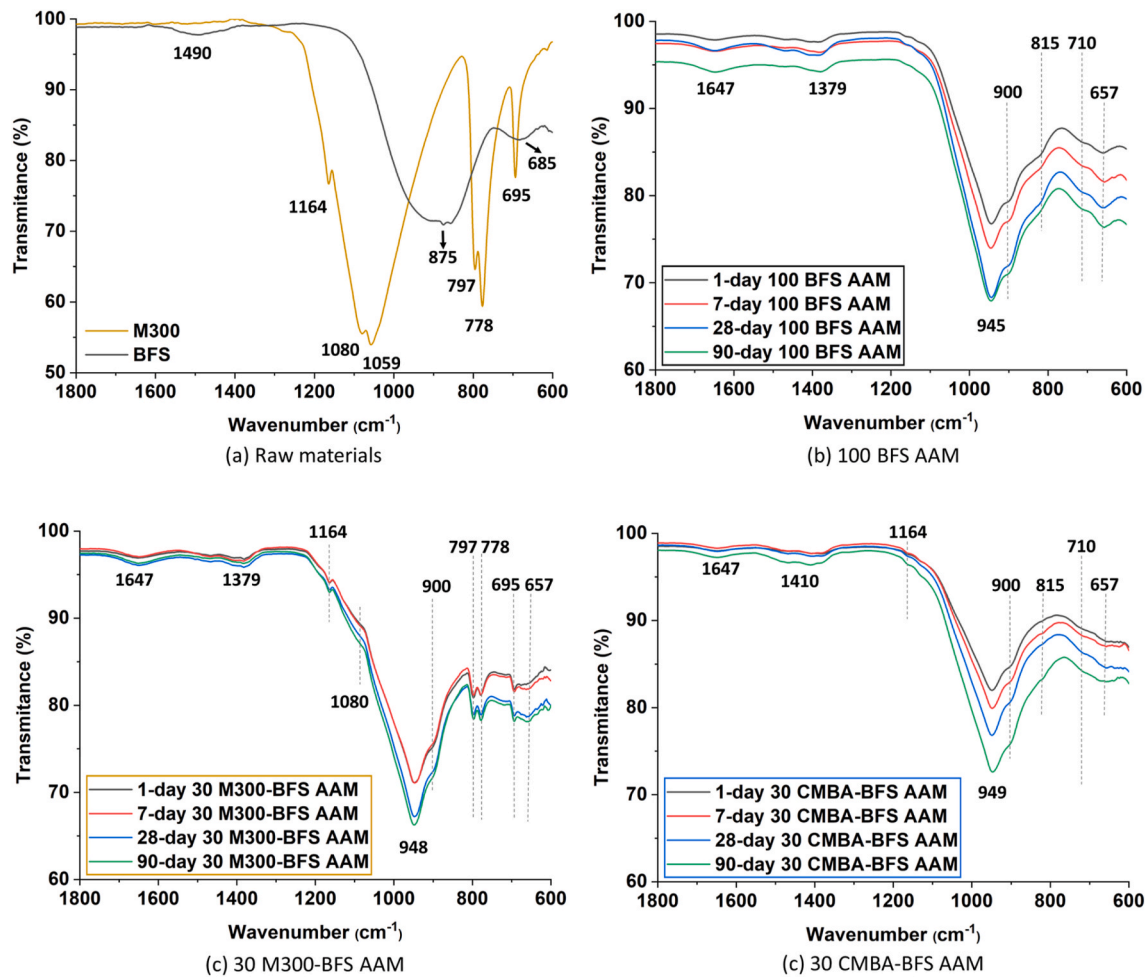 100
90
80
70
60
50
1800 1600 1400 1200 1000 800 600
Transmitance (%)
Wavenumber (cm-1)
1490
1164
1080
1059
875
797
778
695
685
M300
BFS
(a) Raw materials
100
90
80
70
60
1800 1600 1400 1200 1000 800 600
Transmitance (%)
Wavenumber (cm-1)
1647
1379
945
900
815
710
657
1-day 100 BFS AAM
7-day 100 BFS AAM
28-day 100 BFS AAM
90-day 100 BFS AAM
(b) 100 BFS AAM
100
90
80
70
60
1800 1600 1400 1200 1000 800 600
Transmitance (%)
Wavenumber (cm-1)
1647
1379
1164
1080
948
900
797 778
695 657
1-day 30 M300-BFS AAM
7-day 30 M300-BFS AAM
28-day 30 M300-BFS AAM
90-day 30 M300-BFS AAM
(c) 30 M300-BFS AAM
100
90
80
70
60
1800 1600 1400 1200 1000 800 600
Transmitance (%)
Wavenumber (cm-1)
1647
1410
1164
949
900
815
710
657
1-day 30 CMBA-BFS AAM
7-day 30 CMBA-BFS AAM
28-day 30 CMBA-BFS AAM
90-day 30 CMBA-BFS AAM
(c) 30 CMBA-BFS AAM